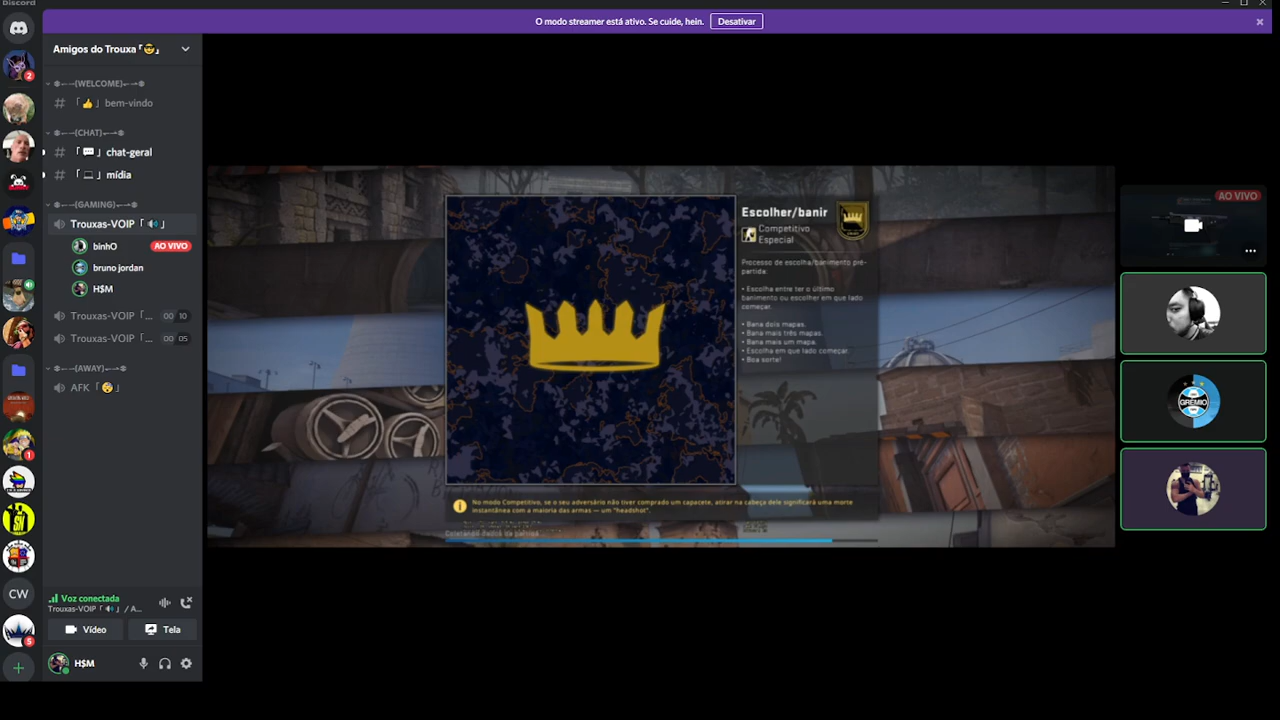 Discord
O modo streamer está ativo. Se cuide, hein.
Desativar
Amigos do Trouxa「😎」
(WELCOME)
「👍」bem-vindo
(CHAT)
「💬」chat-geral
「💻」mídia
(GAMING)
Trouxas-VOIP「🔊」
binhO
AO VIVO
bruno jordan
H$M
Trouxas-VOIP「...
00 10
Trouxas-VOIP「...
00 05
(AWAY)
AFK「😴」
2
1
CW
5
Voz conectada
Trouxas-VOIP「🔊」/ A...
Vídeo
Tela
H$M
Escolher/banir
Competitivo
Especial
Processo de escolha/banimento pré-
partida:
• Escolha entre ter o último
banimento ou escolher em que lado
começar.
• Bana dois mapas.
• Bana mais três mapas.
• Bana mais um mapa.
• Escolha em que lado começar.
• Boa sorte!
No modo Competitivo, se o seu adversário não tiver comprado um capacete, atirar na cabeça dele significará uma morte
instantânea com a maioria das armas — um "headshot".
AO VIVO
GRÊMIO